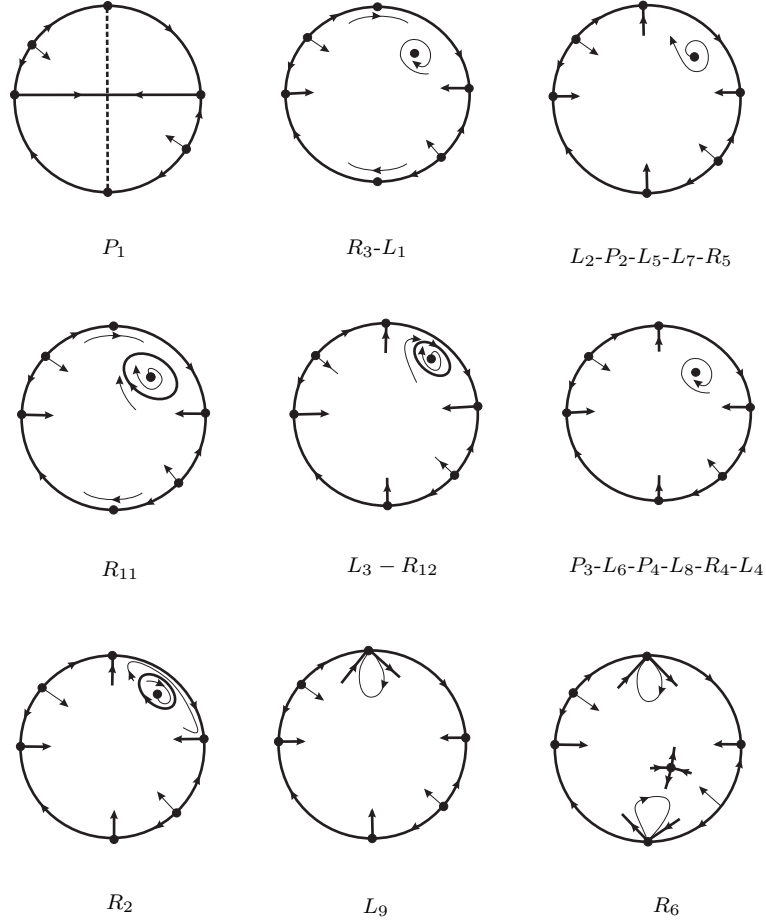 P₁ R₃-L₁ L₂-P₂-L₅-L₇-R₅
R₁₁ L₃ − R₁₂ P₃-L₆-P₄-L₈-R₄-L₄
R₂ L₉ R₆